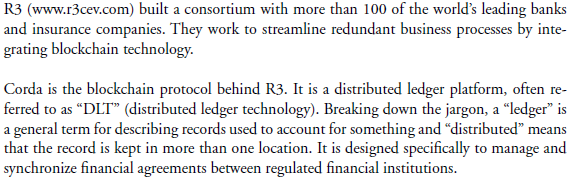 R3 (www.r3cev.com) built a consortium with more than 100 of the world's leading banks
and insurance companies. They work to streamline redundant business processes by inte-
grating blockchain technology.

Corda is the blockchain protocol behind R3. It is a distributed ledger platform, often re-
ferred to as “DLT” (distributed ledger technology). Breaking down the jargon, a “ledger” is
a general term for describing records used to account for something and “distributed” means
that the record is kept in more than one location. It is designed specifically to manage and
synchronize financial agreements between regulated financial institutions.